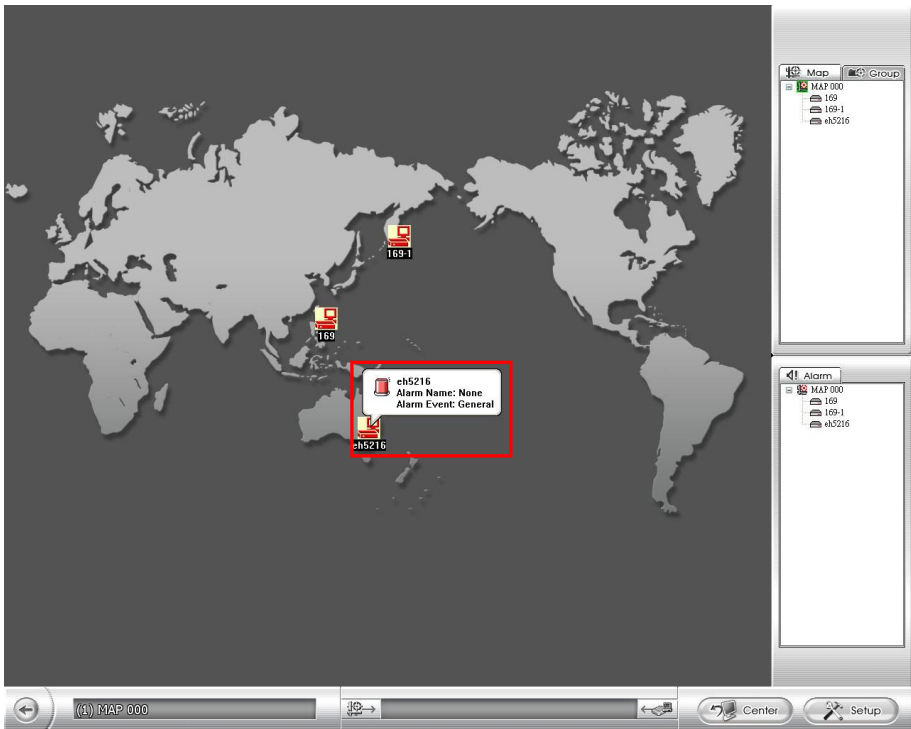 Map
Group
MAP 000
169
169-1
eh5216
169-1
169
eh5216
Alarm Name: None
Alarm Event: General
eh5216
Alarm
MAP 000
169
169-1
eh5216
(1) MAP 000
Center
Setup